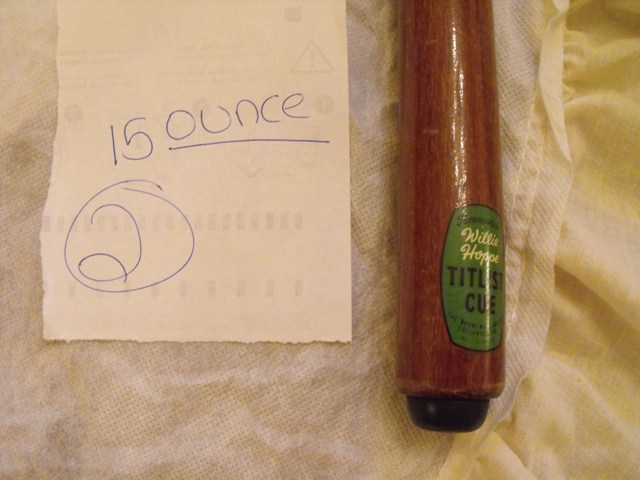 15 ounce
2
Willie
Hoppe
TITLIST
CUE